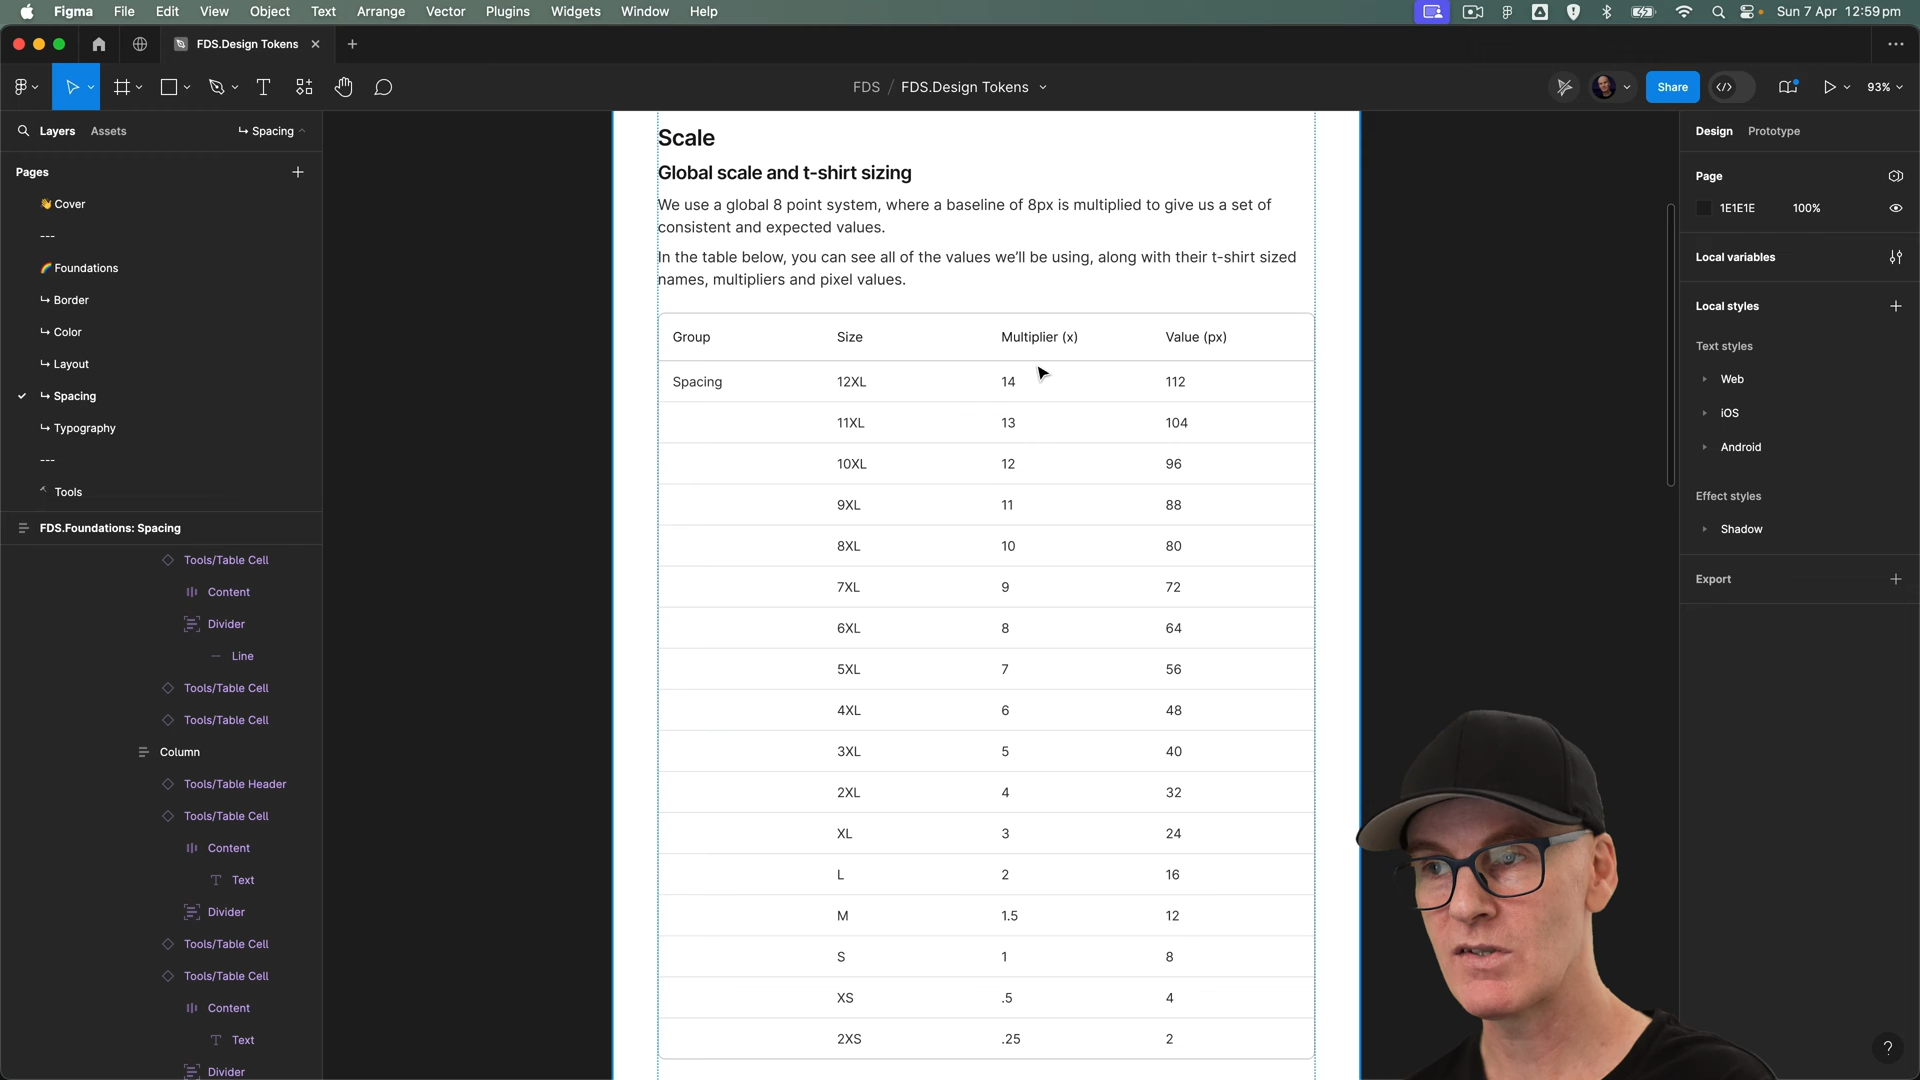 Figma File Edit View Object Text Arrange Vector Plugins Widgets Window Help Sun 7 Apr 12:59 pm
FDS.Design Tokens
FDS / FDS.Design Tokens
Share
93%
Layers Assets ↳ Spacing
Pages
👋 Cover
---
🌈 Foundations
↳ Border
↳ Color
↳ Layout
↳ Spacing
↳ Typography
---
Tools
FDS.Foundations: Spacing
Tools/Table Cell
Content
Divider
Line
Tools/Table Cell
Tools/Table Cell
Column
Tools/Table Header
Tools/Table Cell
Content
Text
Divider
Tools/Table Cell
Tools/Table Cell
Content
Text
Divider
Scale
Global scale and t-shirt sizing
We use a global 8 point system, where a baseline of 8px is multiplied to give us a set of
consistent and expected values.
In the table below, you can see all of the values we’ll be using, along with their t-shirt sized
names, multipliers and pixel values.
Group Size Multiplier (x) Value (px)
Spacing 12XL 14 112
11XL 13 104
10XL 12 96
9XL 11 88
8XL 10 80
7XL 9 72
6XL 8 64
5XL 7 56
4XL 6 48
3XL 5 40
2XL 4 32
XL 3 24
L 2 16
M 1.5 12
S 1 8
XS .5 4
2XS .25 2
Design Prototype
Page
1E1E1E 100%
Local variables
Local styles
Text styles
Web
iOS
Android
Effect styles
Shadow
Export
?